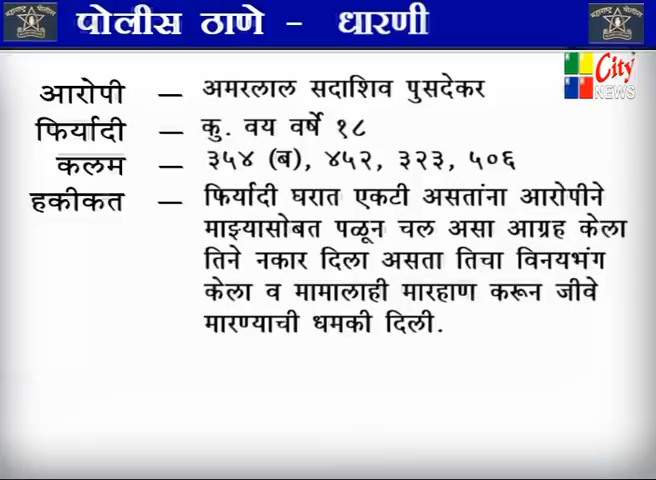 पोलीस ठाणे - धारणी
City
NEWS
आरोपी — अमरलाल सदाशिव पुसदेकर
फिर्यादी — कु. वय वर्षे १८
कलम — ३५४ (ब), ४५२, ३२३, ५०६
हकीकत — फिर्यादी घरात एकटी असतांना आरोपीने
माझ्यासोबत पळून चल असा आग्रह केला
तिने नकार दिला असता तिचा विनयभंग
केला व मामालाही मारहाण करून जीवे
मारण्याची धमकी दिली.